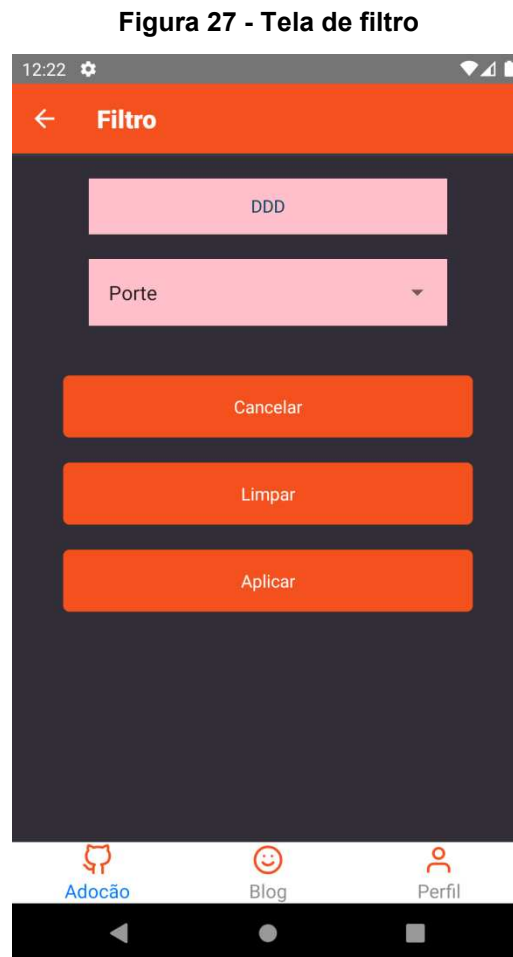 Figura 27 - Tela de filtro
12:22
Filtro
DDD
Porte
Cancelar
Limpar
Aplicar
Adocão
Blog
Perfil